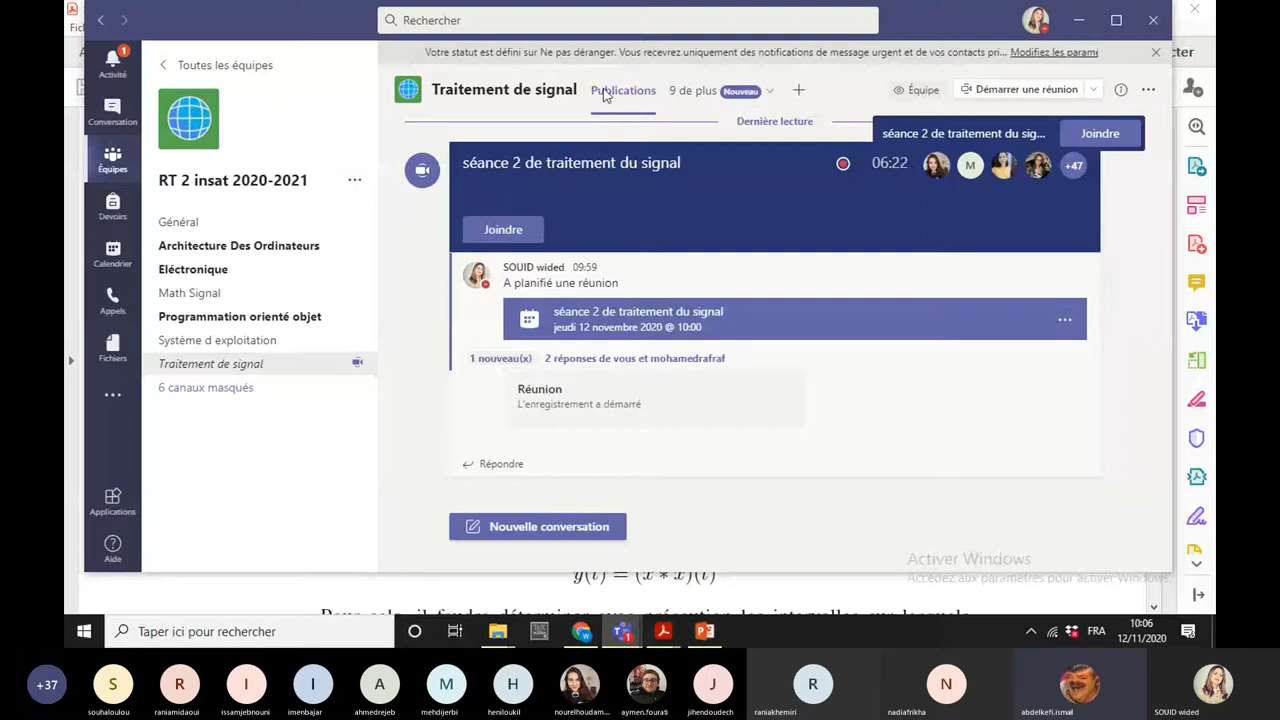 Rechercher
Votre statut est défini sur Ne pas déranger. Vous recevrez uniquement des notifications de message urgent et de vos contacts pri... Modifiez les paramé
Activité
1
Conversation
Équipes
Devoirs
Calendrier
Appels
Fichiers
Applications
Aide
Toutes les équipes
RT 2 insat 2020-2021
Général
Architecture Des Ordinateurs
Eléctronique
Math Signal
Programmation orienté objet
Système d exploitation
Traitement de signal
6 canaux masqués
Traitement de signal
Publications
9 de plus
Nouveau
Équipe
Démarrer une réunion
Dernière lecture
séance 2 de traitement du sig...
Joindre
séance 2 de traitement du signal
06:22
M
+47
Joindre
SOUID wided 09:59
A planifié une réunion
séance 2 de traitement du signal
jeudi 12 novembre 2020 @ 10:00
1 nouveau(x)
2 réponses de vous et mohamedrafraf
Réunion
L'enregistrement a démarré
Répondre
Nouvelle conversation
Activer Windows
Accédez aux paramètres pour activer Windows.
Taper ici pour rechercher
FRA
10:06
12/11/2020
+37
S
souhaloulou
R
raniamidaoui
I
issamjebnouni
I
imenbajar
A
ahmedrejeb
M
mehdijerbi
H
heniloukil
nourelhoudam...
aymen.fourati
J
jihendoudech
R
raniakhemiri
N
nadiafrikha
abdelkefi.ismail
SOUID wided